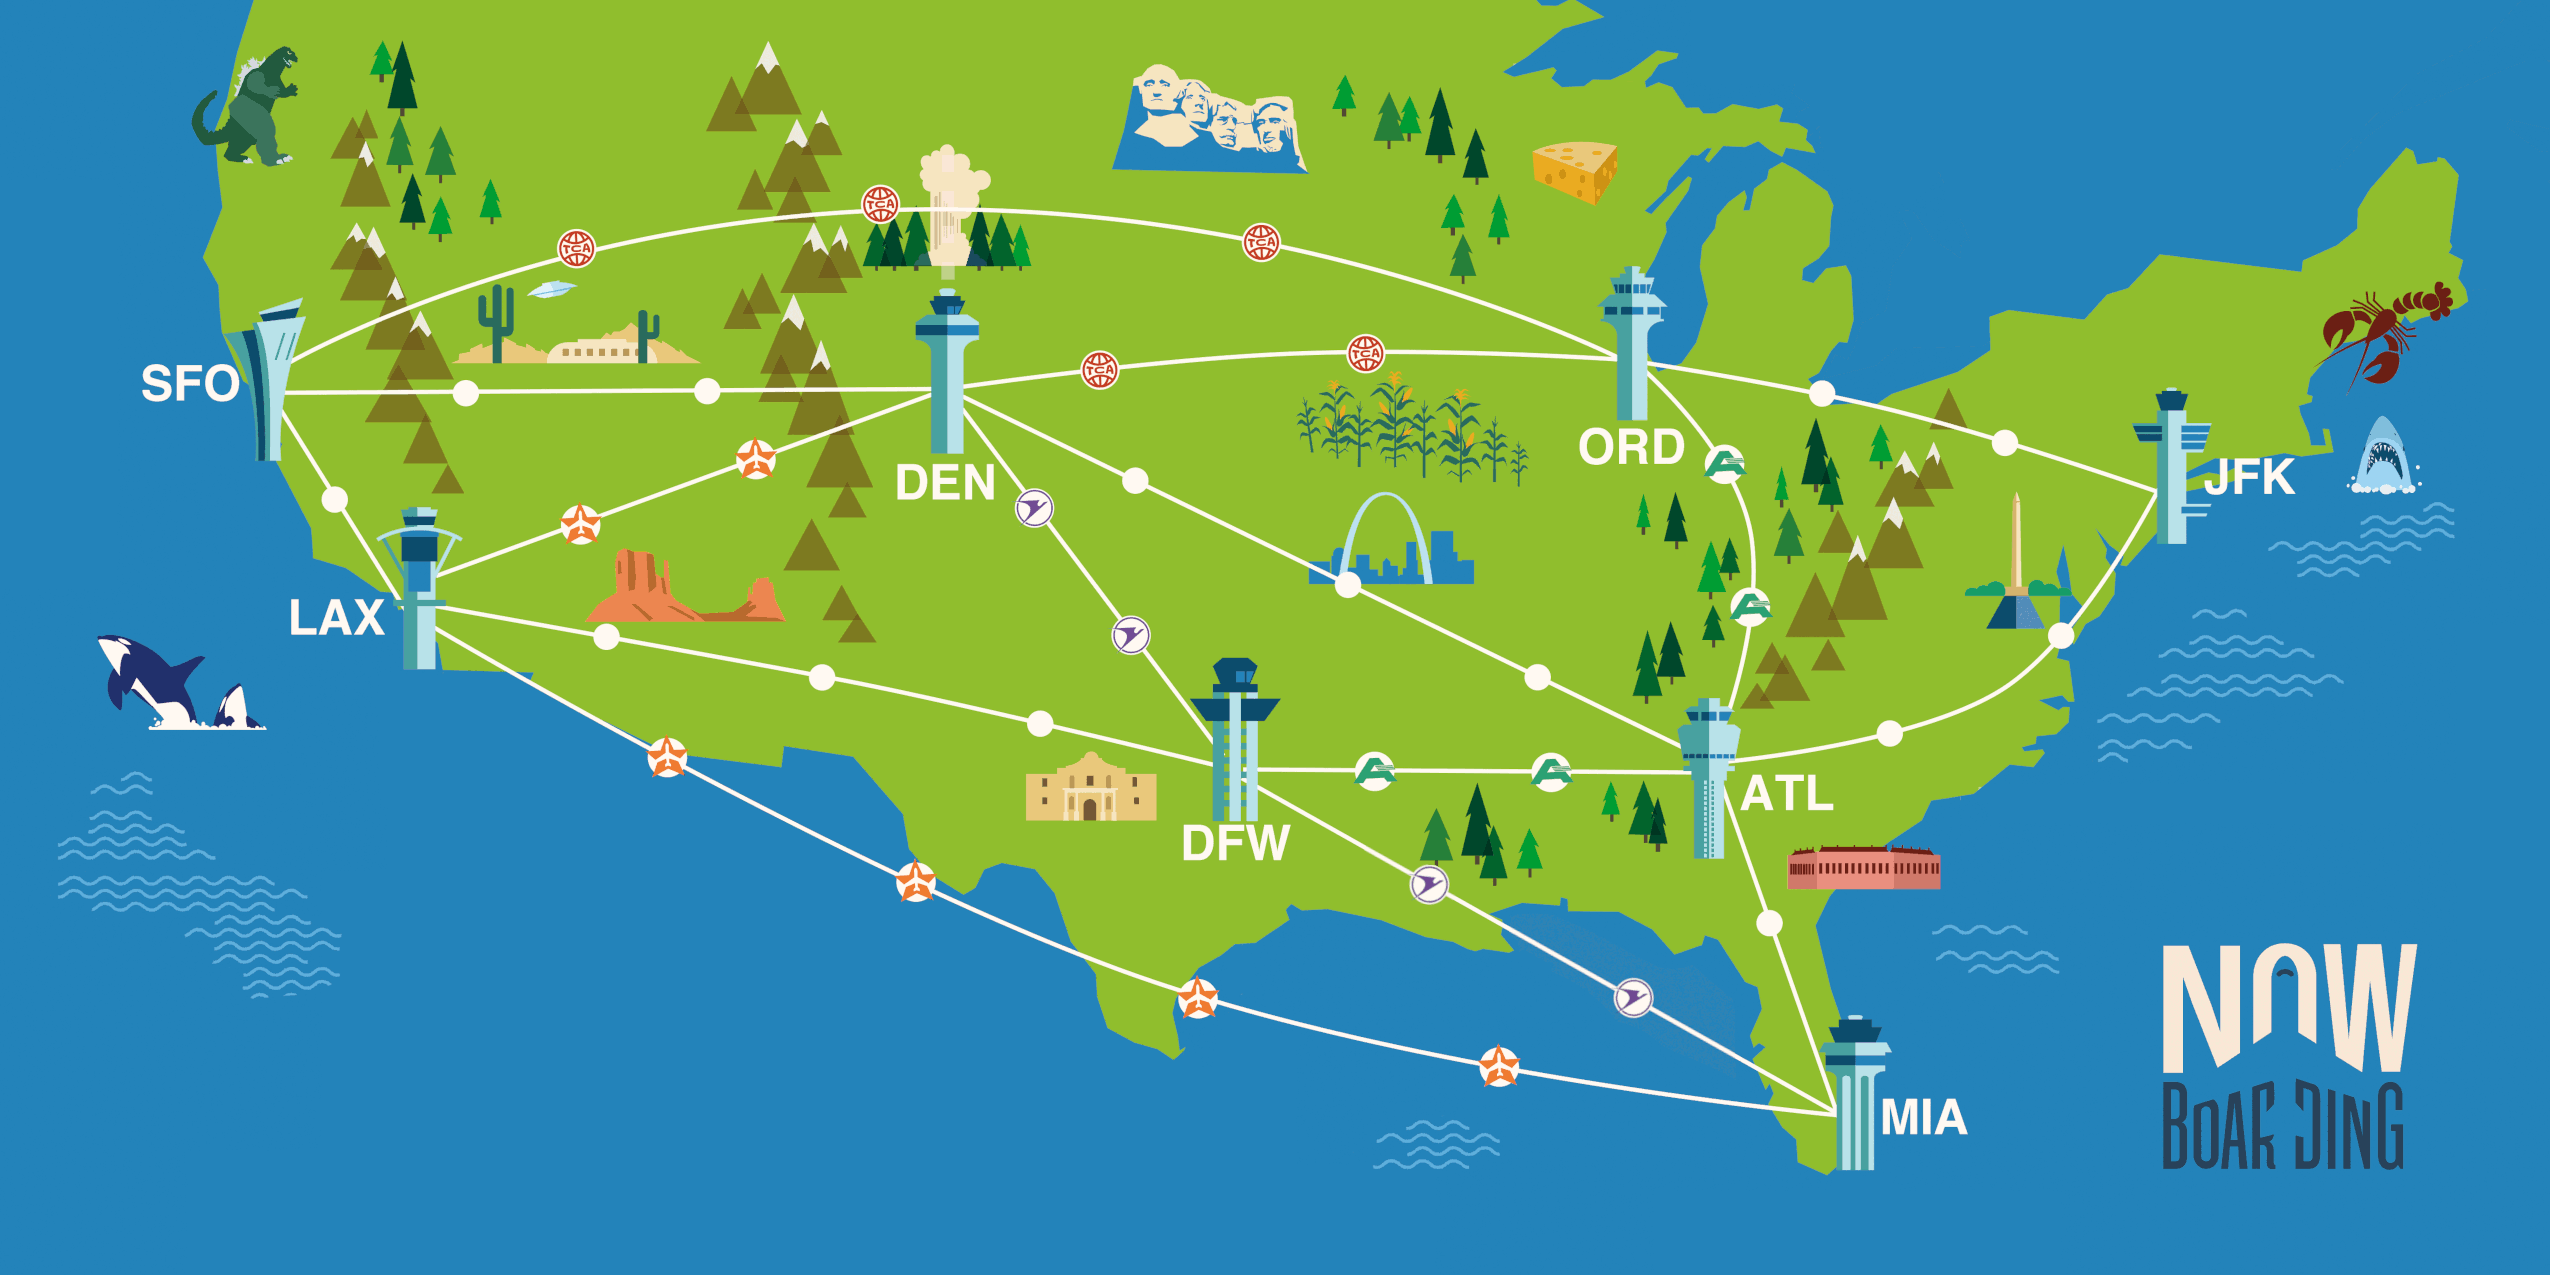 TCA
TCA
TCA
TCA
TCA
SFO
DEN
ORD
JFK
LAX
ATL
DFW
MIA
NOW
BOARDING